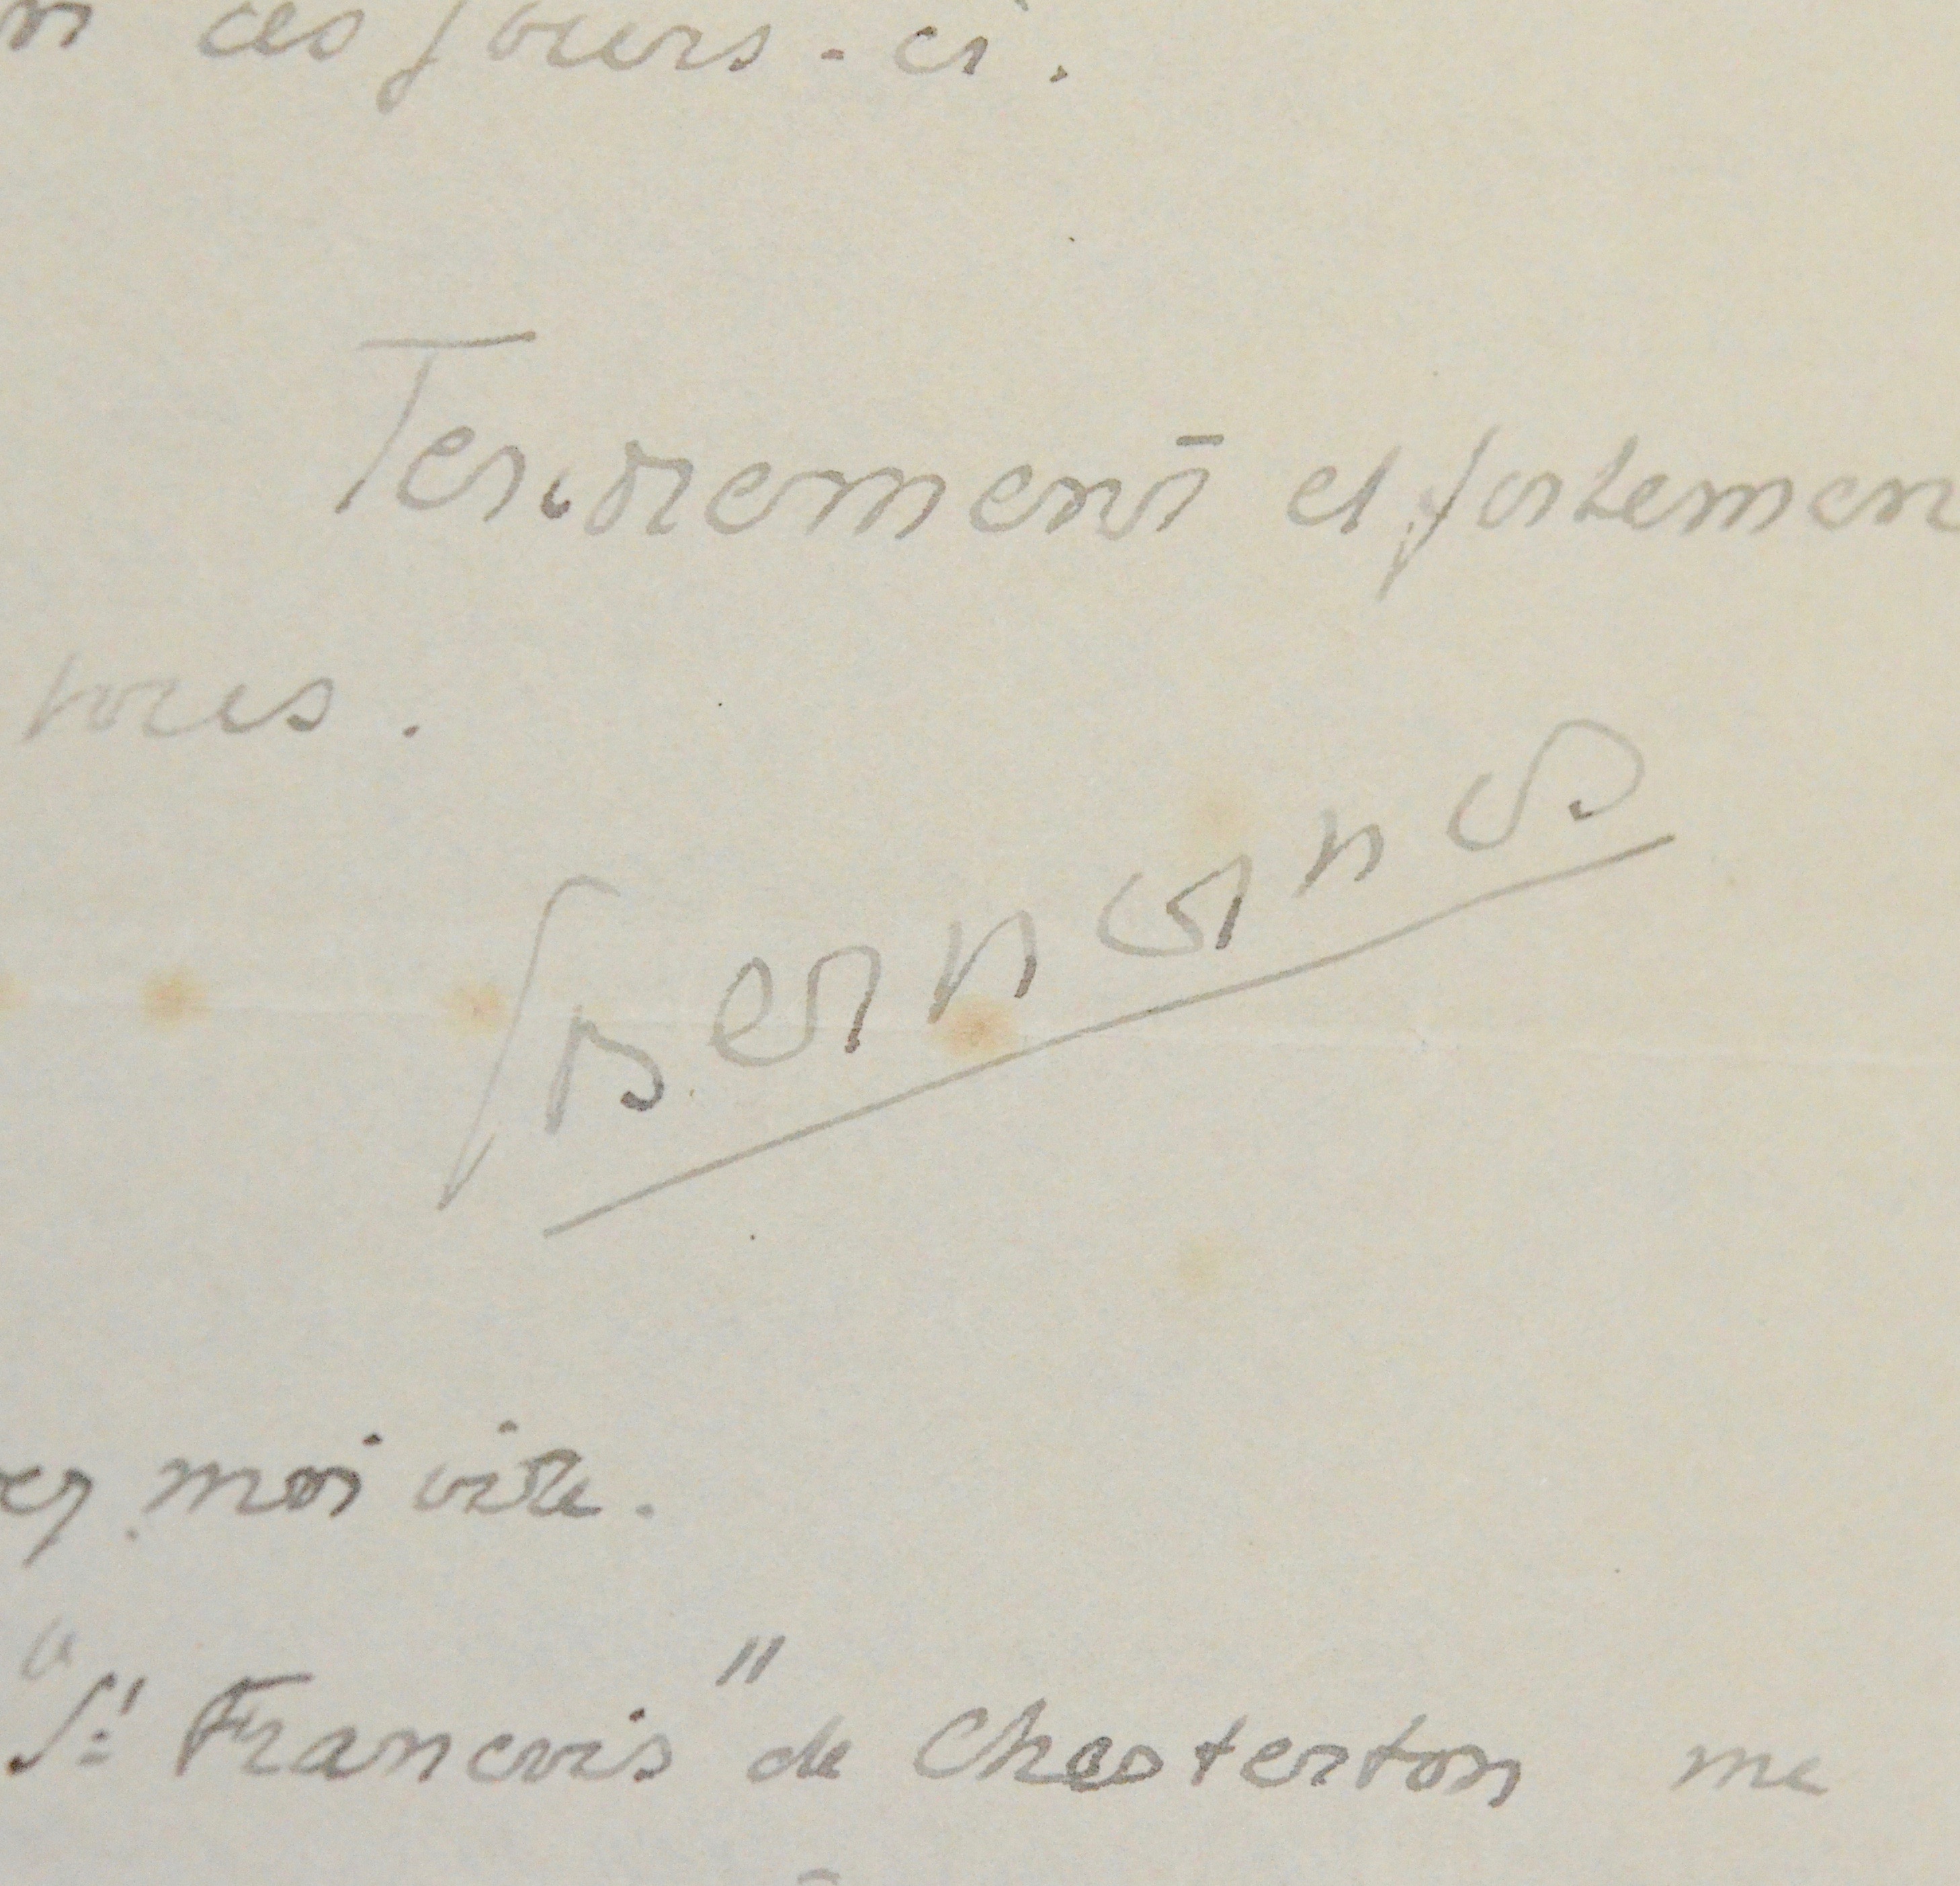 ces jours-ci.
Tendrement et fortement
vous.
Bernanos
moi vite.
"St François" de Chesterton me